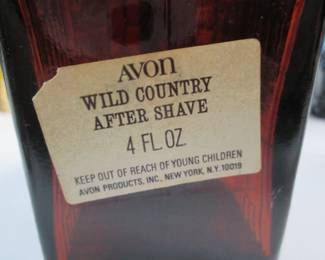 AVON
WILD COUNTRY
AFTER SHAVE
4 FL. OZ.
KEEP OUT OF REACH OF YOUNG CHILDREN
AVON PRODUCTS, INC., NEW YORK, N.Y. 10019